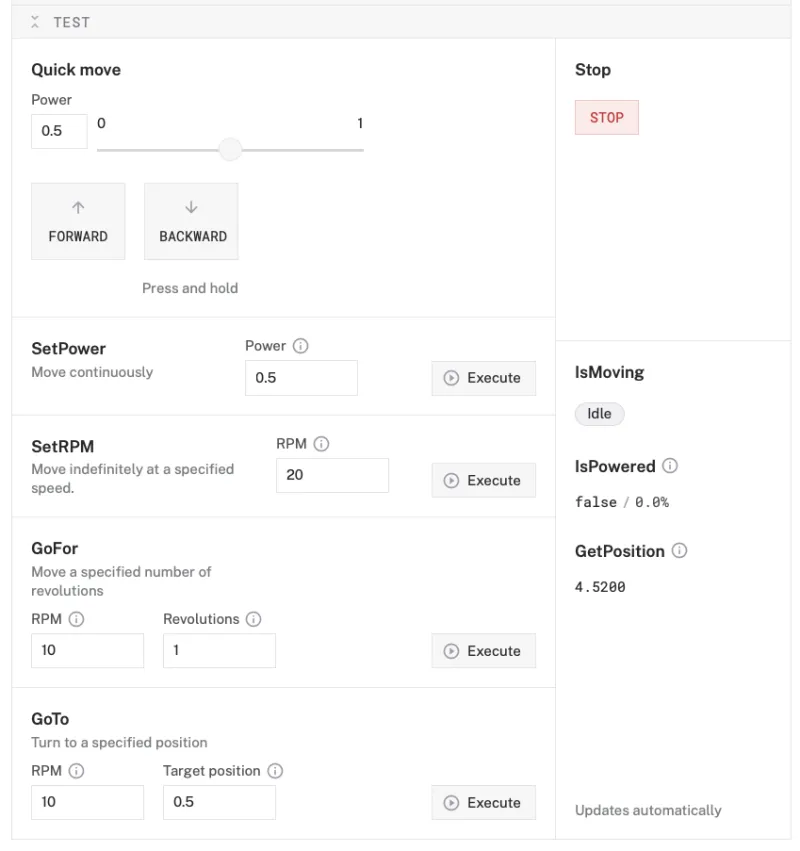 TEST
Quick move
Power
0.5
0
1
FORWARD
BACKWARD
Press and hold
SetPower
Move continuously
Power
0.5
Execute
SetRPM
Move indefinitely at a specified
speed.
RPM
20
Execute
GoFor
Move a specified number of
revolutions
RPM
Revolutions
10
1
Execute
GoTo
Turn to a specified position
RPM
Target position
10
0.5
Execute
Stop
STOP
IsMoving
Idle
IsPowered
false / 0.0%
GetPosition
4.5200
Updates automatically